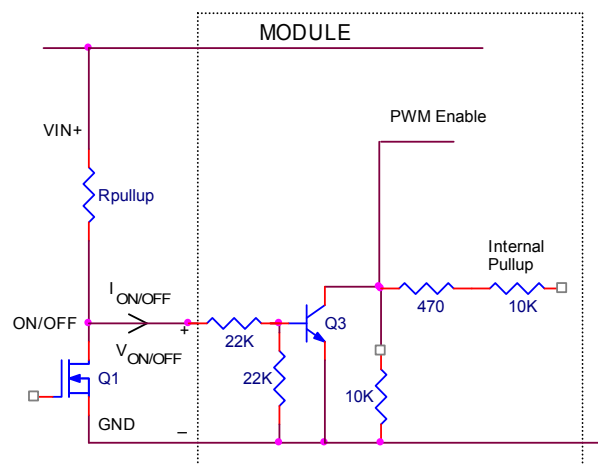 MODULE
PWM Enable
VIN+
Rpullup
Internal
Pullup
I ON/OFF
470
10K
ON/OFF
+
22K
Q3
V ON/OFF
Q1
22K
10K
GND
–